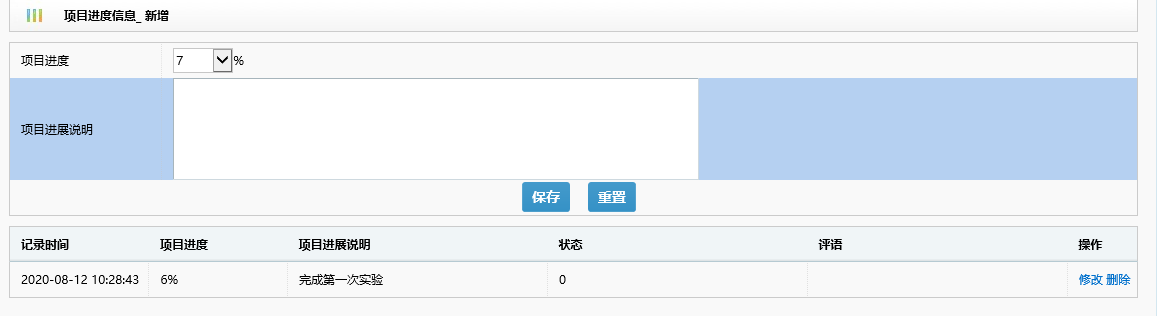 项目进度信息_ 新增
项目进度 7 %
项目进展说明
保存 重置
记录时间 项目进度 项目进展说明 状态 评语 操作
2020-08-12 10:28:43 6% 完成第一次实验 0 修改 删除